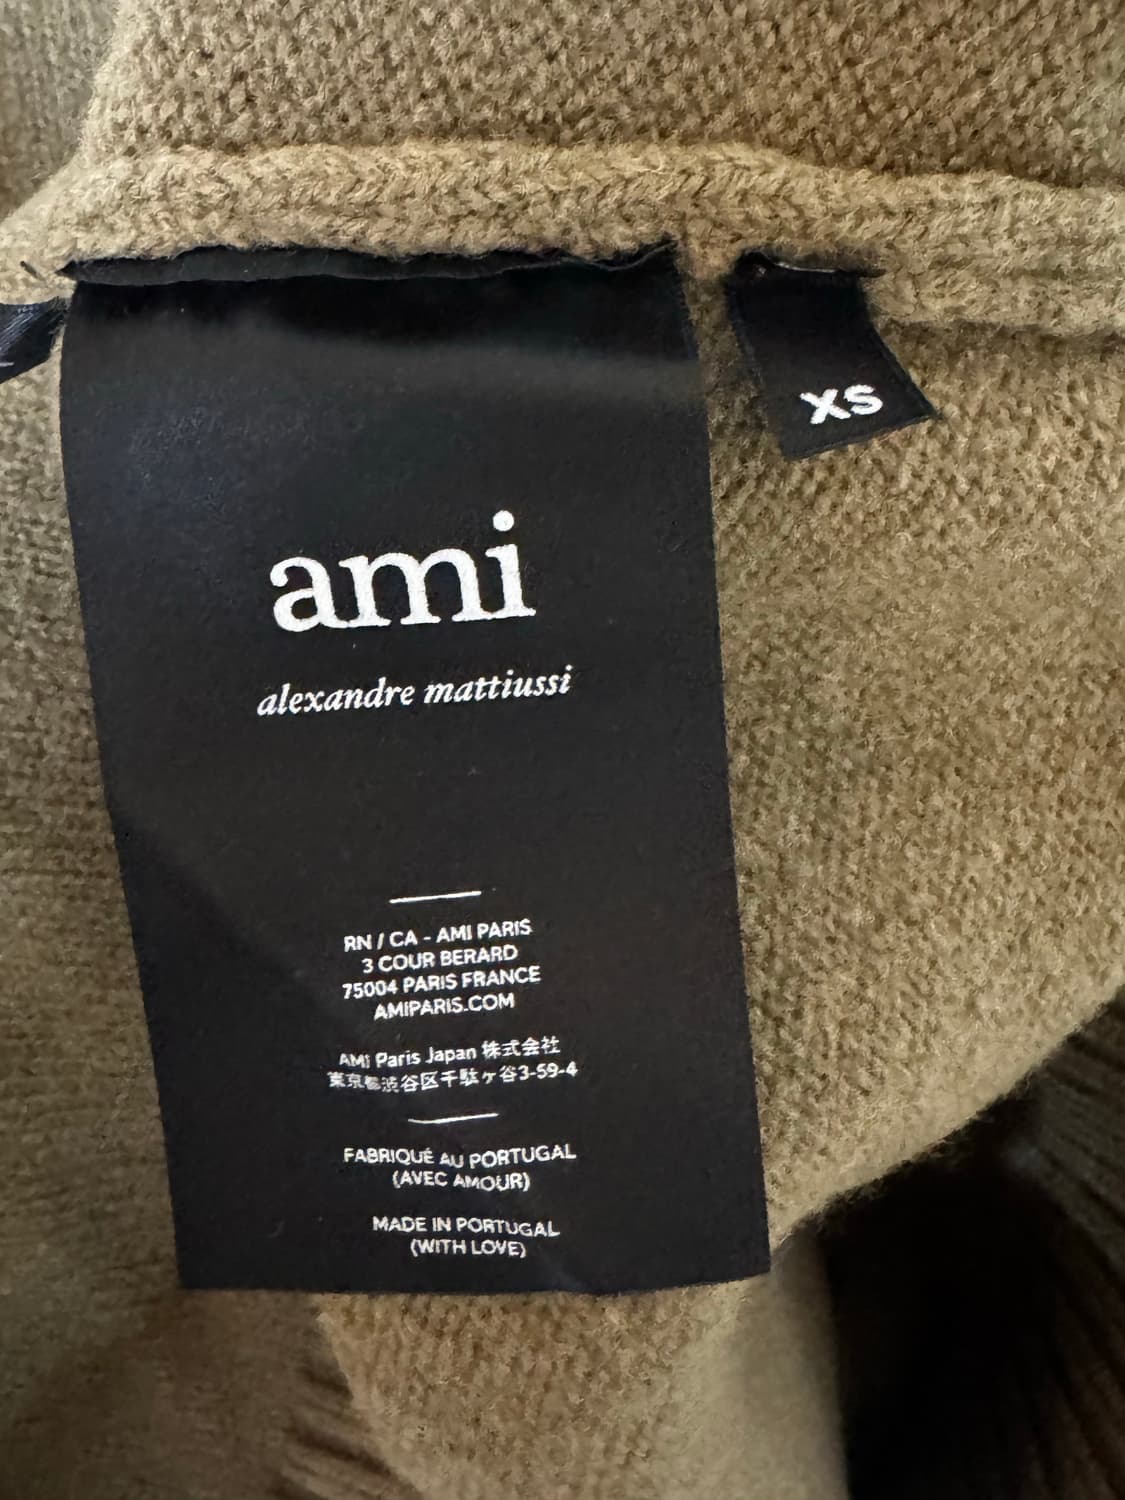 XS
ami
alexandre mattiussi
RN / CA - AMI PARIS
3 COUR BERARD
75004 PARIS FRANCE
AMIPARIS.COM
AMI Paris Japan 株式会社
東京都渋谷区千駄ヶ谷3-59-4
FABRIQUÉ AU PORTUGAL
(AVEC AMOUR)
MADE IN PORTUGAL
(WITH LOVE)